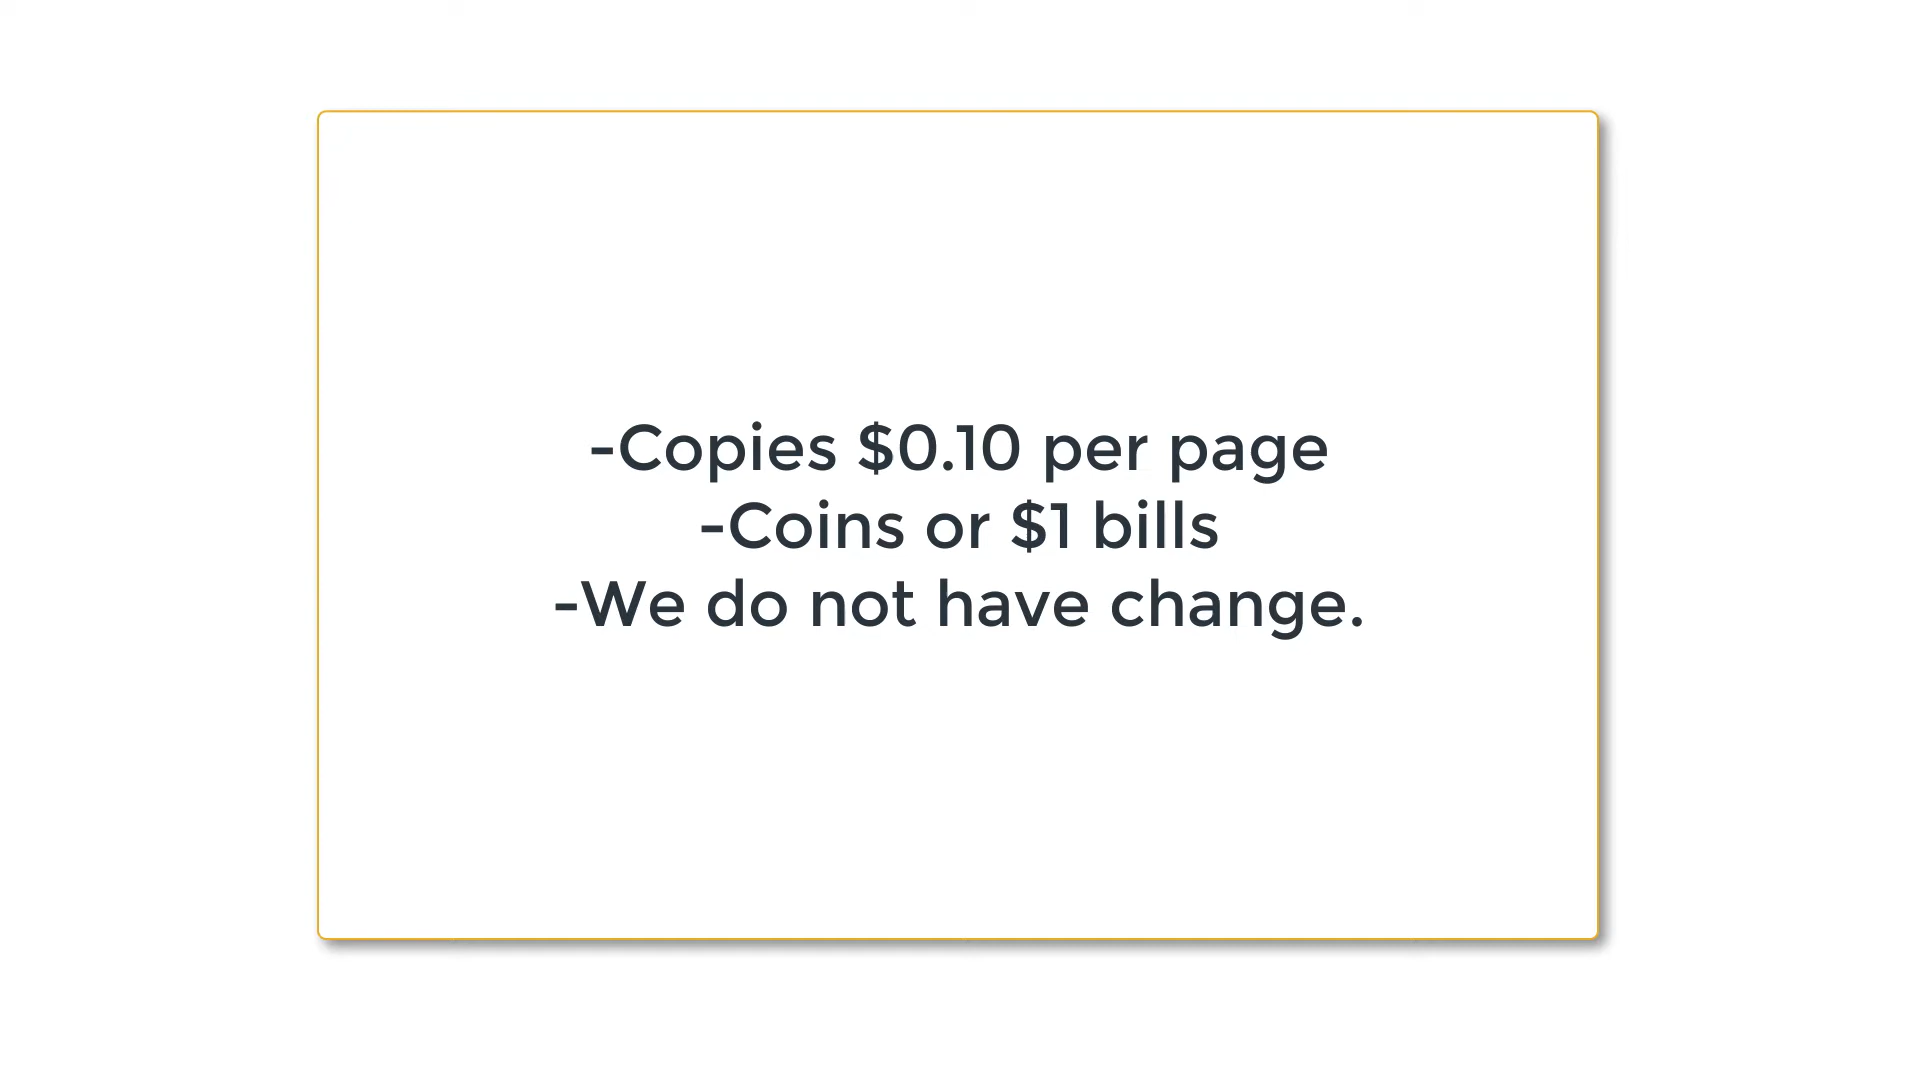 -Copies $0.10 per page
-Coins or $1 bills
-We do not have change.